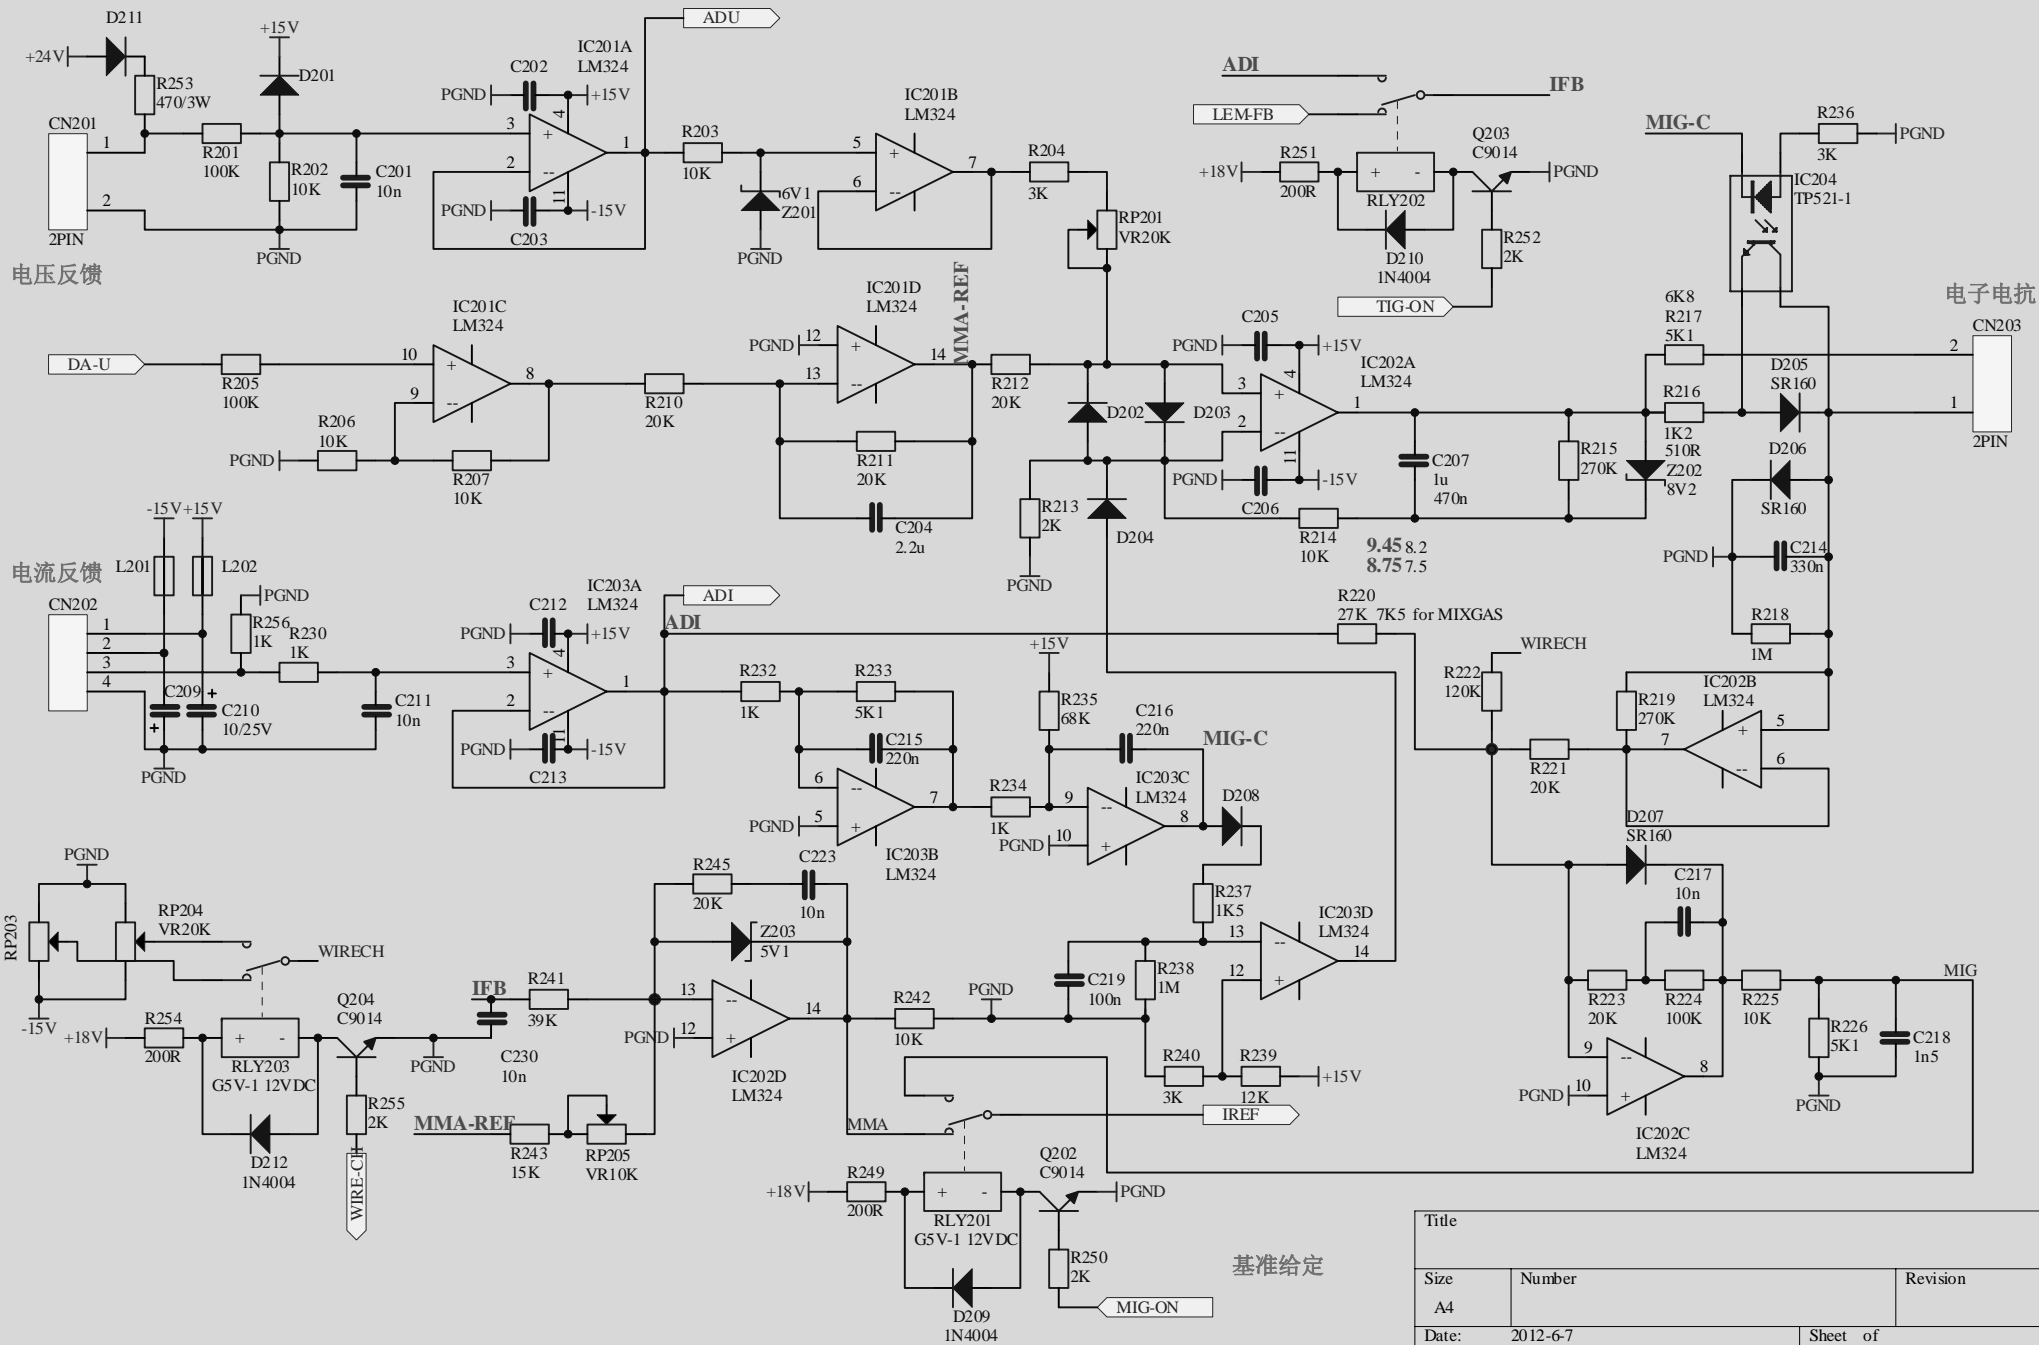 D211
+24V
R253
470/3W
+15V
D201
CN201
1
2
2PIN
R201
100K
R202
10K
C201
10n
PGND
电压反馈
C202
PGND
IC201A
LM324
+15V
4
3
+
2
--
1
11
PGND
-15V
C203
ADU
R203
10K
6V1
Z201
PGND
IC201B
LM324
5
+
6
--
7
R204
3K
RP201
VR20K
ADI
LEM-FB
IFB
+18V
R251
200R
+ -
RLY202
D210
1N4004
Q203
C9014
PGND
R252
2K
TIG-ON
MIG-C
R236
3K
PGND
IC204
TP521-1
电子电抗
CN203
2
1
2PIN
6K8
R217
5K1
R216
1K2
510R
D205
SR160
D206
SR160
Z202
8V2
R215
270K
C207
1u
470n
C205
PGND
+15V
IC202A
LM324
4
3
+
2
--
1
11
PGND
-15V
C206
R214
10K
9.45 8.2
8.75 7.5
DA-U
R205
100K
IC201C
LM324
10
+
9
--
8
R206
10K
PGND
R207
10K
R210
20K
IC201D
LM324
PGND
12
+
13
--
14
R211
20K
C204
2.2u
MMA-REF
R212
20K
D202
D203
R213
2K
PGND
D204
PGND
C214
330n
R218
1M
电流反馈
-15V
+15V
L201
L202
CN202
1
2
3
4
PGND
R256
1K
R230
1K
C209
+
C210
10/25V
+
PGND
C211
10n
C212
PGND
IC203A
LM324
+15V
4
3
+
2
--
1
11
PGND
-15V
C213
ADI
ADI
R232
1K
R233
5K1
C215
220n
6
--
5
+
7
PGND
IC203B
LM324
R234
1K
+15V
R235
68K
C216
220n
MIG-C
IC203C
LM324
9
--
10
+
8
PGND
D208
R237
1K5
R220
27K 7K5 for MIXGAS
WIRECH
R222
120K
R221
20K
R219
270K
IC202B
LM324
5
+
6
--
7
D207
SR160
C217
10n
R223
20K
R224
100K
R225
10K
MIG
R226
5K1
C218
1n5
PGND
9
--
10
+
8
PGND
IC202C
LM324
PGND
RP203
RP204
VR20K
-15V
WIRECH
+18V
R254
200R
+ -
RLY203
G5V-1 12VDC
D212
1N4004
Q204
C9014
PGND
R255
2K
WIRE-CH
IFB
C230
10n
R241
39K
MMA-REF
R243
15K
RP205
VR10K
R245
20K
C223
10n
Z203
5V1
13
--
12
+
14
PGND
IC202D
LM324
R242
10K
PGND
C219
100n
R238
1M
R240
3K
R239
12K
+15V
IC203D
LM324
13
--
12
+
14
MMA
IREF
+18V
R249
200R
+ -
RLY201
G5V-1 12VDC
D209
1N4004
Q202
C9014
PGND
R250
2K
MIG-ON
基准给定
Title
Size
A4
Number
Revision
Date: 2012-6-7
Sheet of